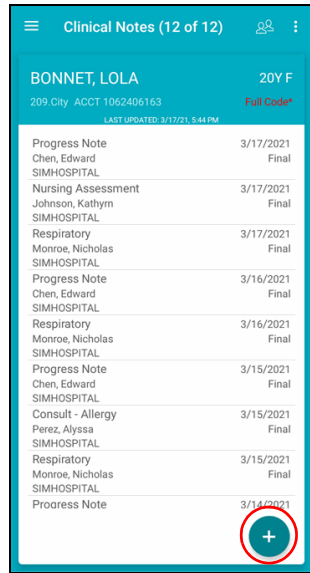 Clinical Notes (12 of 12)
BONNET, LOLA 20Y F
209.City ACCT 1062406163 Full Code*
LAST UPDATED: 3/17/21, 5:44 PM
Progress Note 3/17/2021
Chen, Edward Final
SIMHOSPITAL
Nursing Assessment 3/17/2021
Johnson, Kathyrn Final
SIMHOSPITAL
Respiratory 3/17/2021
Monroe, Nicholas Final
SIMHOSPITAL
Progress Note 3/16/2021
Chen, Edward Final
SIMHOSPITAL
Respiratory 3/16/2021
Monroe, Nicholas Final
SIMHOSPITAL
Progress Note 3/15/2021
Chen, Edward Final
SIMHOSPITAL
Consult - Allergy 3/15/2021
Perez, Alyssa Final
SIMHOSPITAL
Respiratory 3/15/2021
Monroe, Nicholas Final
SIMHOSPITAL
Progress Note 3/14/2021
+